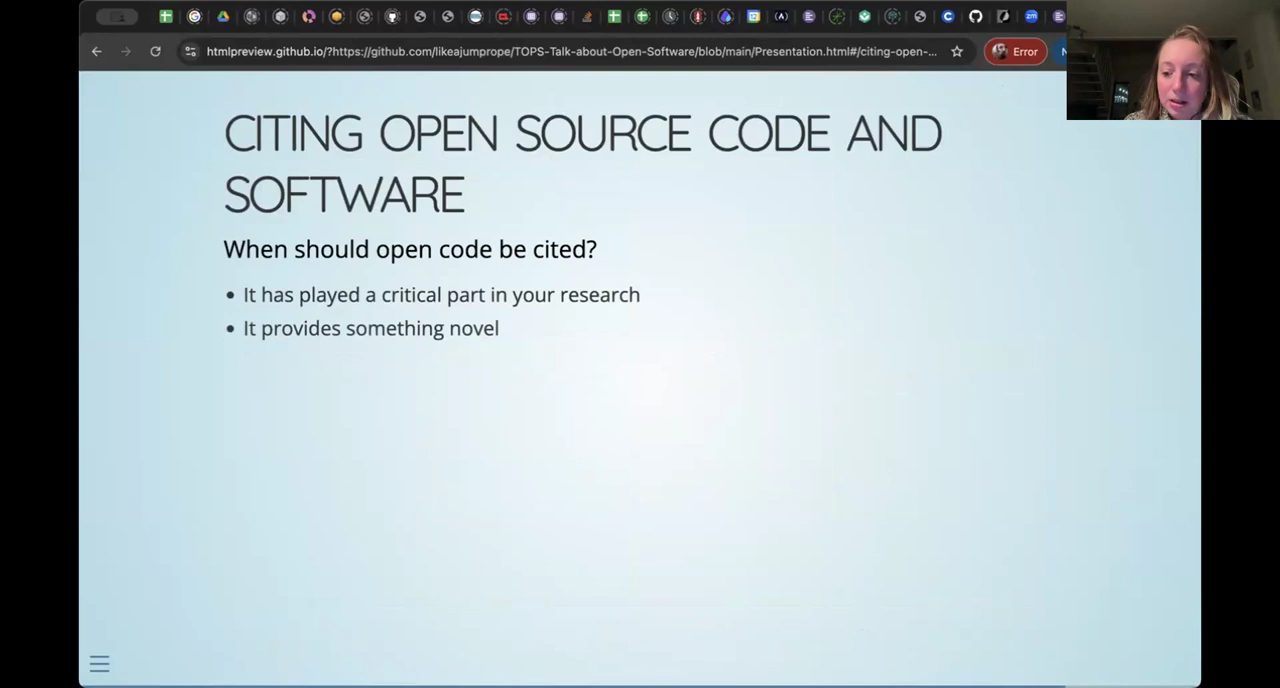 htmlpreview.github.io/?https://github.com/likeajumprope/TOPS-Talk-about-Open-Software/blob/main/Presentation.html#/citing-open-...
Error
CITING OPEN SOURCE CODE AND
SOFTWARE
When should open code be cited?
• It has played a critical part in your research
• It provides something novel